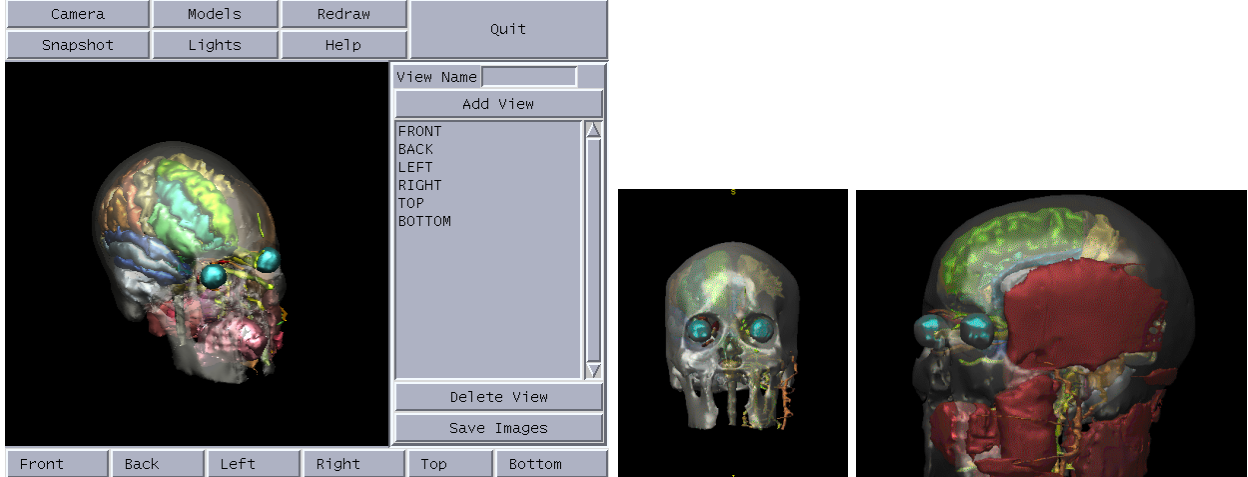 Camera Models Redraw Quit
Snapshot Lights Help
View Name
Add View
FRONT
BACK
LEFT
RIGHT
TOP
BOTTOM
Delete View
Save Images
Front Back Left Right Top Bottom
S